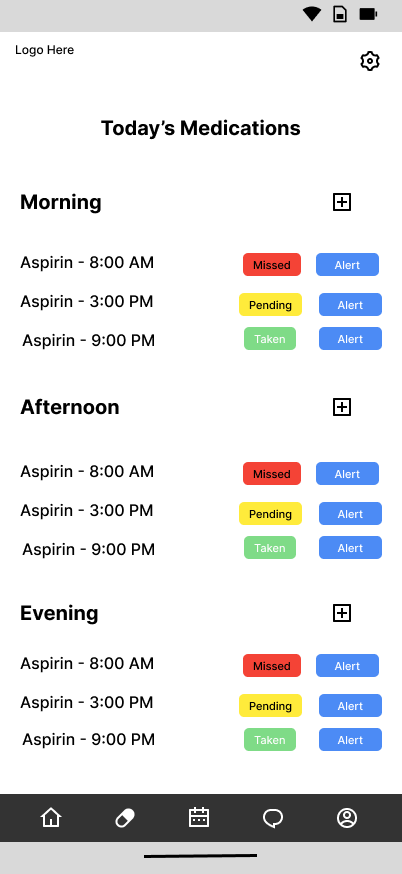 Logo Here
Today’s Medications
Morning
Aspirin - 8:00 AM Missed Alert
Aspirin - 3:00 PM Pending Alert
Aspirin - 9:00 PM Taken Alert
Afternoon
Aspirin - 8:00 AM Missed Alert
Aspirin - 3:00 PM Pending Alert
Aspirin - 9:00 PM Taken Alert
Evening
Aspirin - 8:00 AM Missed Alert
Aspirin - 3:00 PM Pending Alert
Aspirin - 9:00 PM Taken Alert